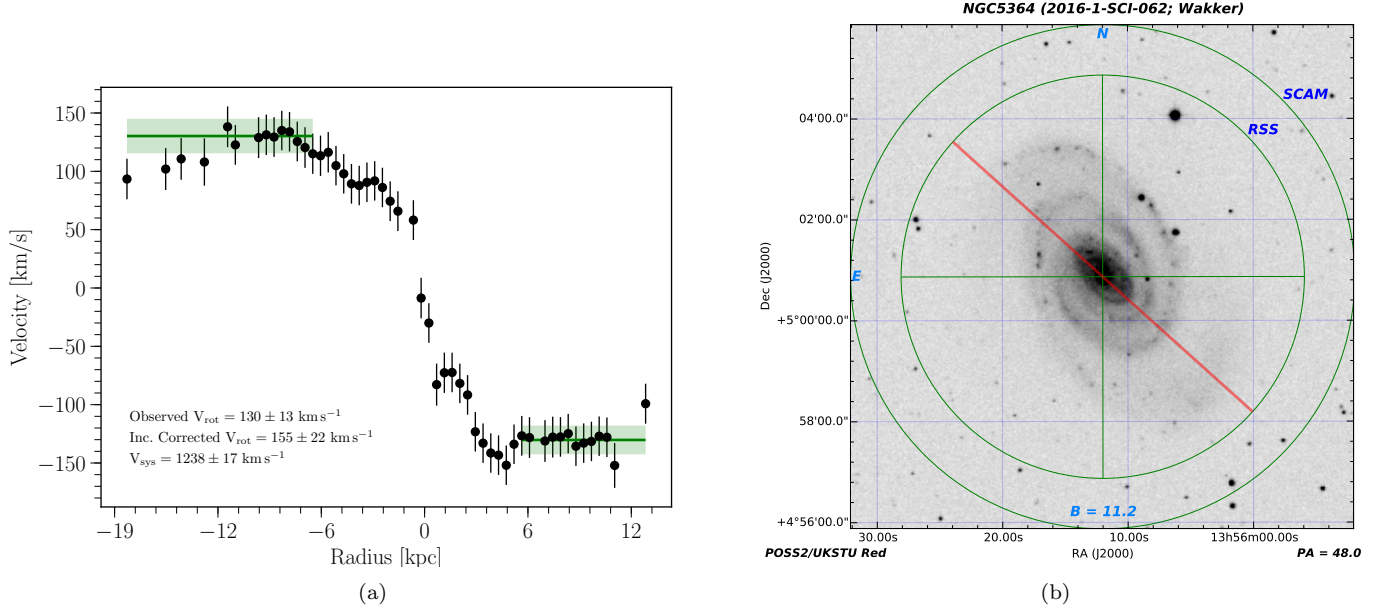 NGC5364 (2016-1-SCI-062; Wakker)
150
100
50
0
−50
−100
−150
Velocity [km/s]
Observed V_rot = 130 ± 13 km s⁻¹
Inc. Corrected V_rot = 155 ± 22 km s⁻¹
V_sys = 1238 ± 17 km s⁻¹
−19 −12 −6 0 6 12
Radius [kpc]
(a)
N
SCAM
RSS
04'00.0"
02'00.0"
E
+5°00'00.0"
58'00.0"
+4°56'00.0"
Dec (J2000)
B = 11.2
30.00s 20.00s 10.00s 13h56m00.00s
POSS2/UKSTU Red RA (J2000) PA = 48.0
(b)